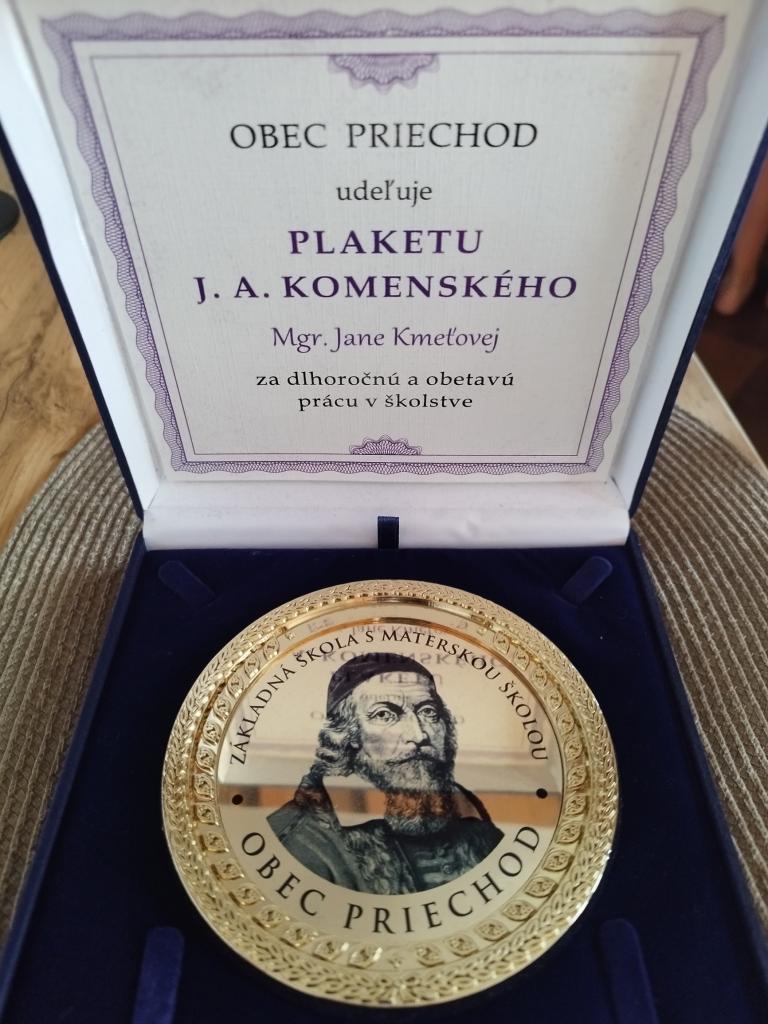 OBEC PRIECHOD
udeľuje
PLAKETU
J. A. KOMENSKÉHO
Mgr. Jane Kmeťovej
za dlhoročnú a obetavú
prácu v školstve
ZÁKLADNÁ ŠKOLA S MATERSKOU ŠKOLOU
OBEC PRIECHOD